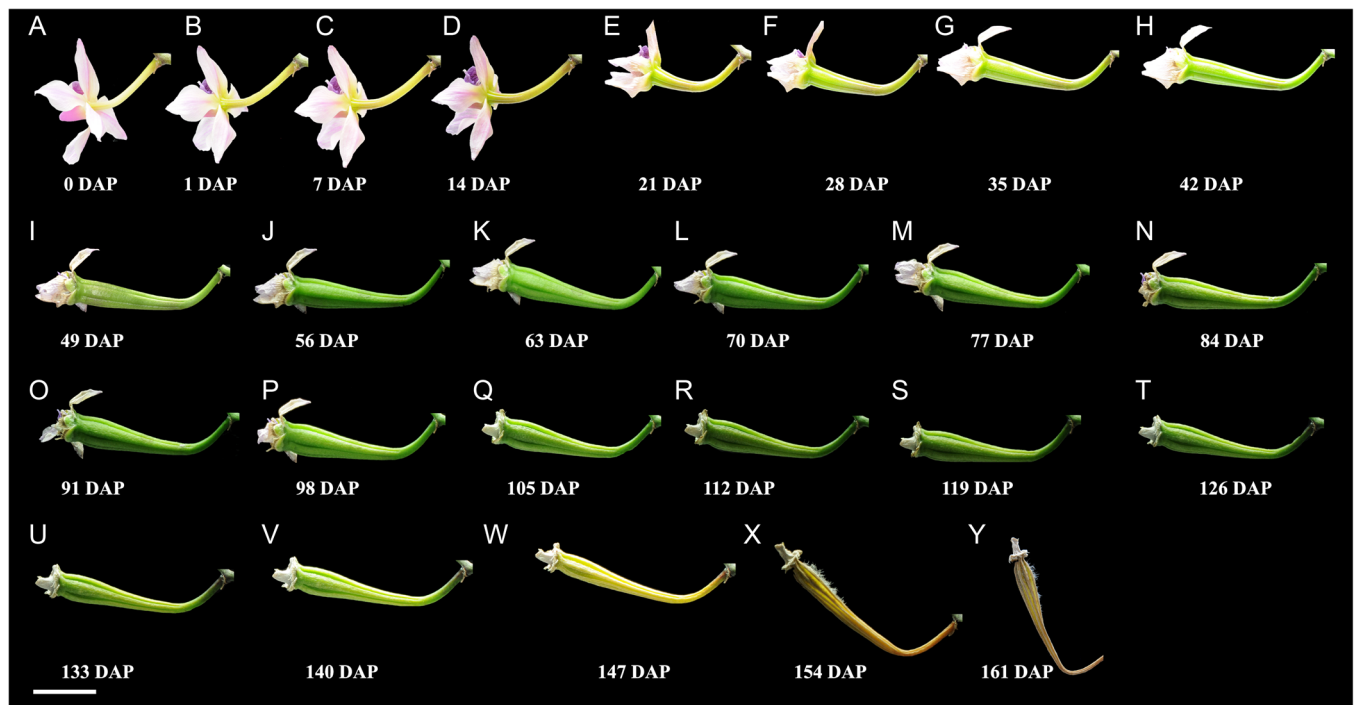 A B C D E F G H
0 DAP 1 DAP 7 DAP 14 DAP 21 DAP 28 DAP 35 DAP 42 DAP
I J K L M N
49 DAP 56 DAP 63 DAP 70 DAP 77 DAP 84 DAP
O P Q R S T
91 DAP 98 DAP 105 DAP 112 DAP 119 DAP 126 DAP
U V W X Y
133 DAP 140 DAP 147 DAP 154 DAP 161 DAP